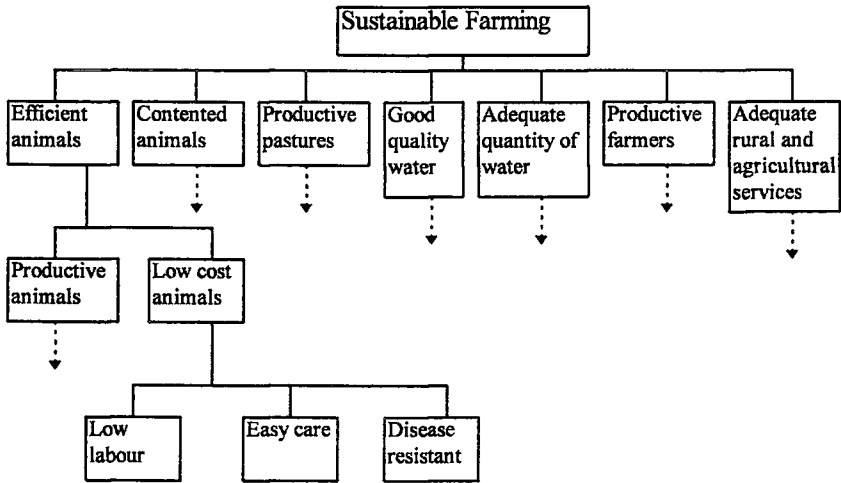 Sustainable Farming
Efficient
animals
Contented
animals
Productive
pastures
Good
quality
water
Adequate
quantity of
water
Productive
farmers
Adequate
rural and
agricultural
services
Productive
animals
Low cost
animals
Low
labour
Easy care
Disease
resistant